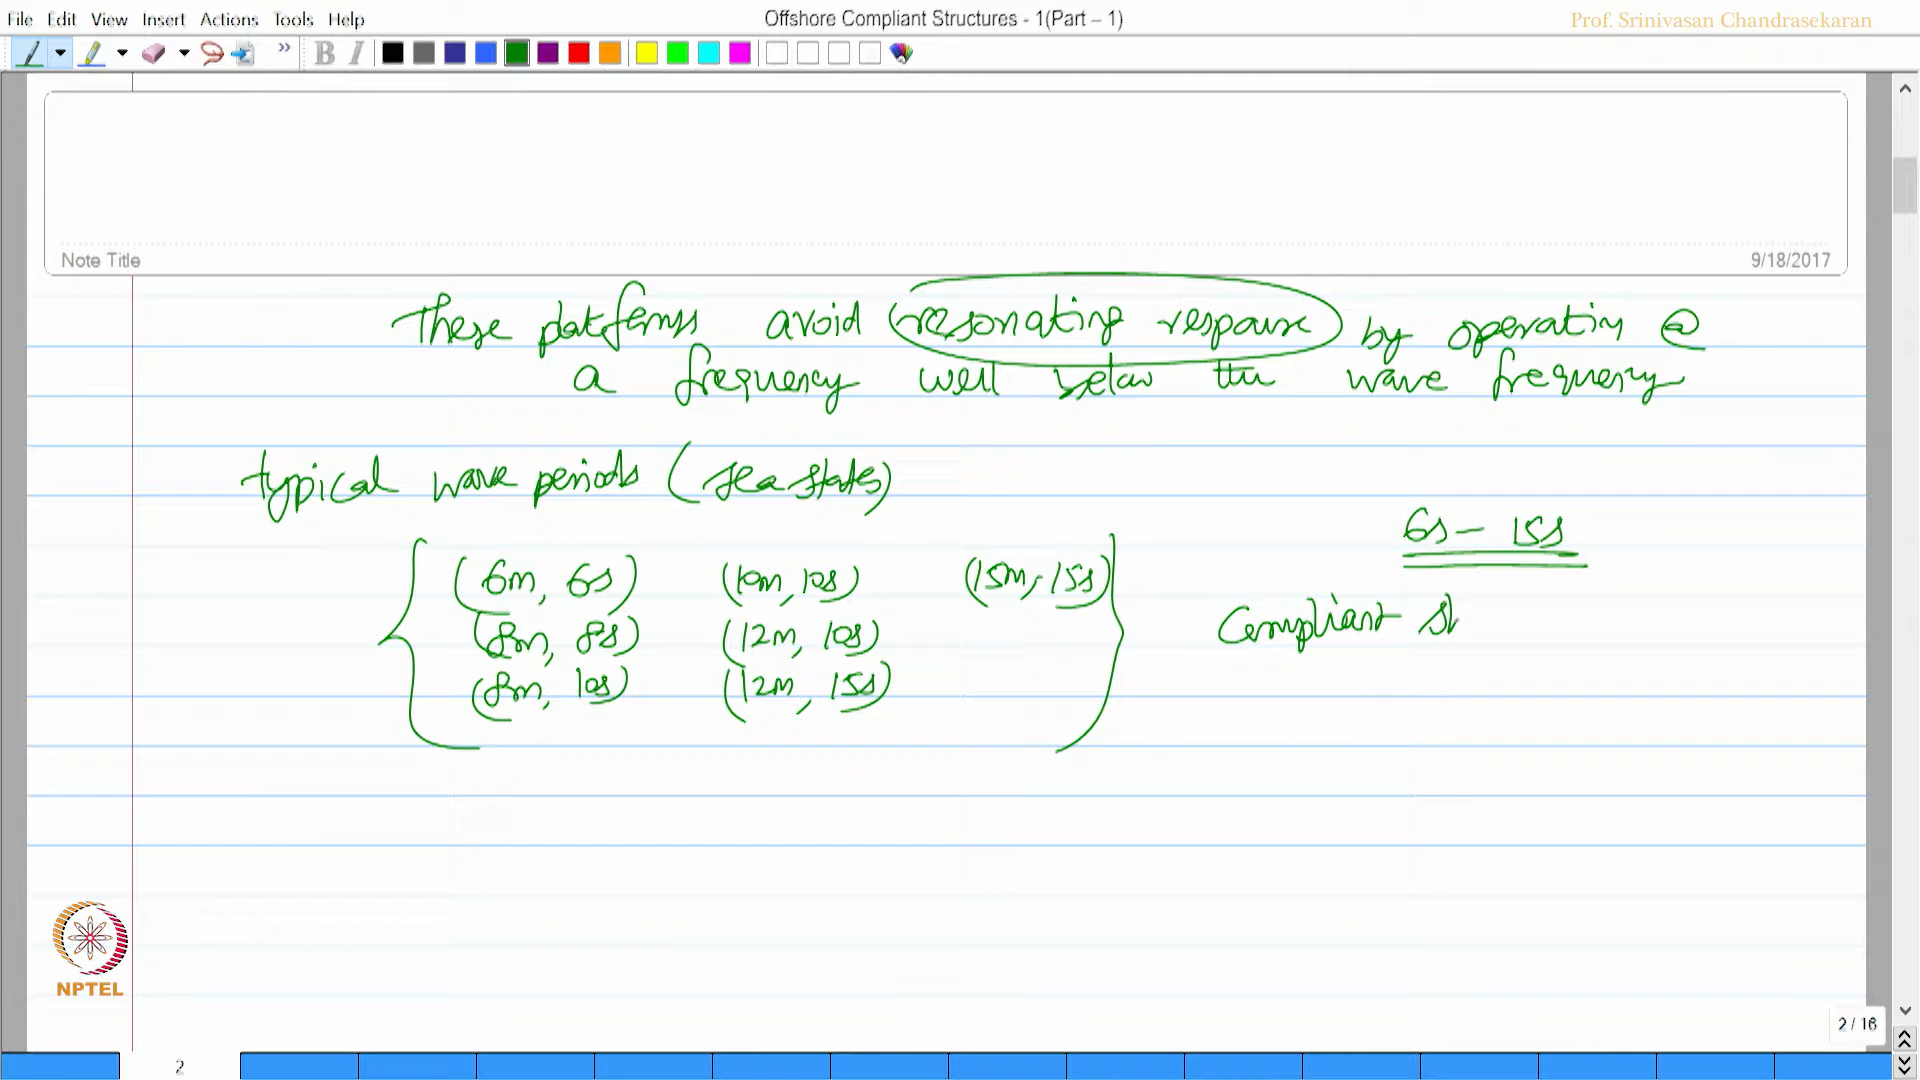 File Edit View Insert Actions Tools Help
Offshore Compliant Structures - 1(Part – 1)
Prof. Srinivasan Chandrasekaran
B I
Note Title
9/18/2017
These platforms avoid (resonating response) by operating @
a frequency well below the wave frequency
typical wave periods (sea states)
6s - 15s
(6m, 6s) (10m, 10s) (15m, 15s)
Compliant st
(8m, 8s) (12m, 10s)
(8m, 10s) (12m, 15s)
NPTEL
2 / 16
2